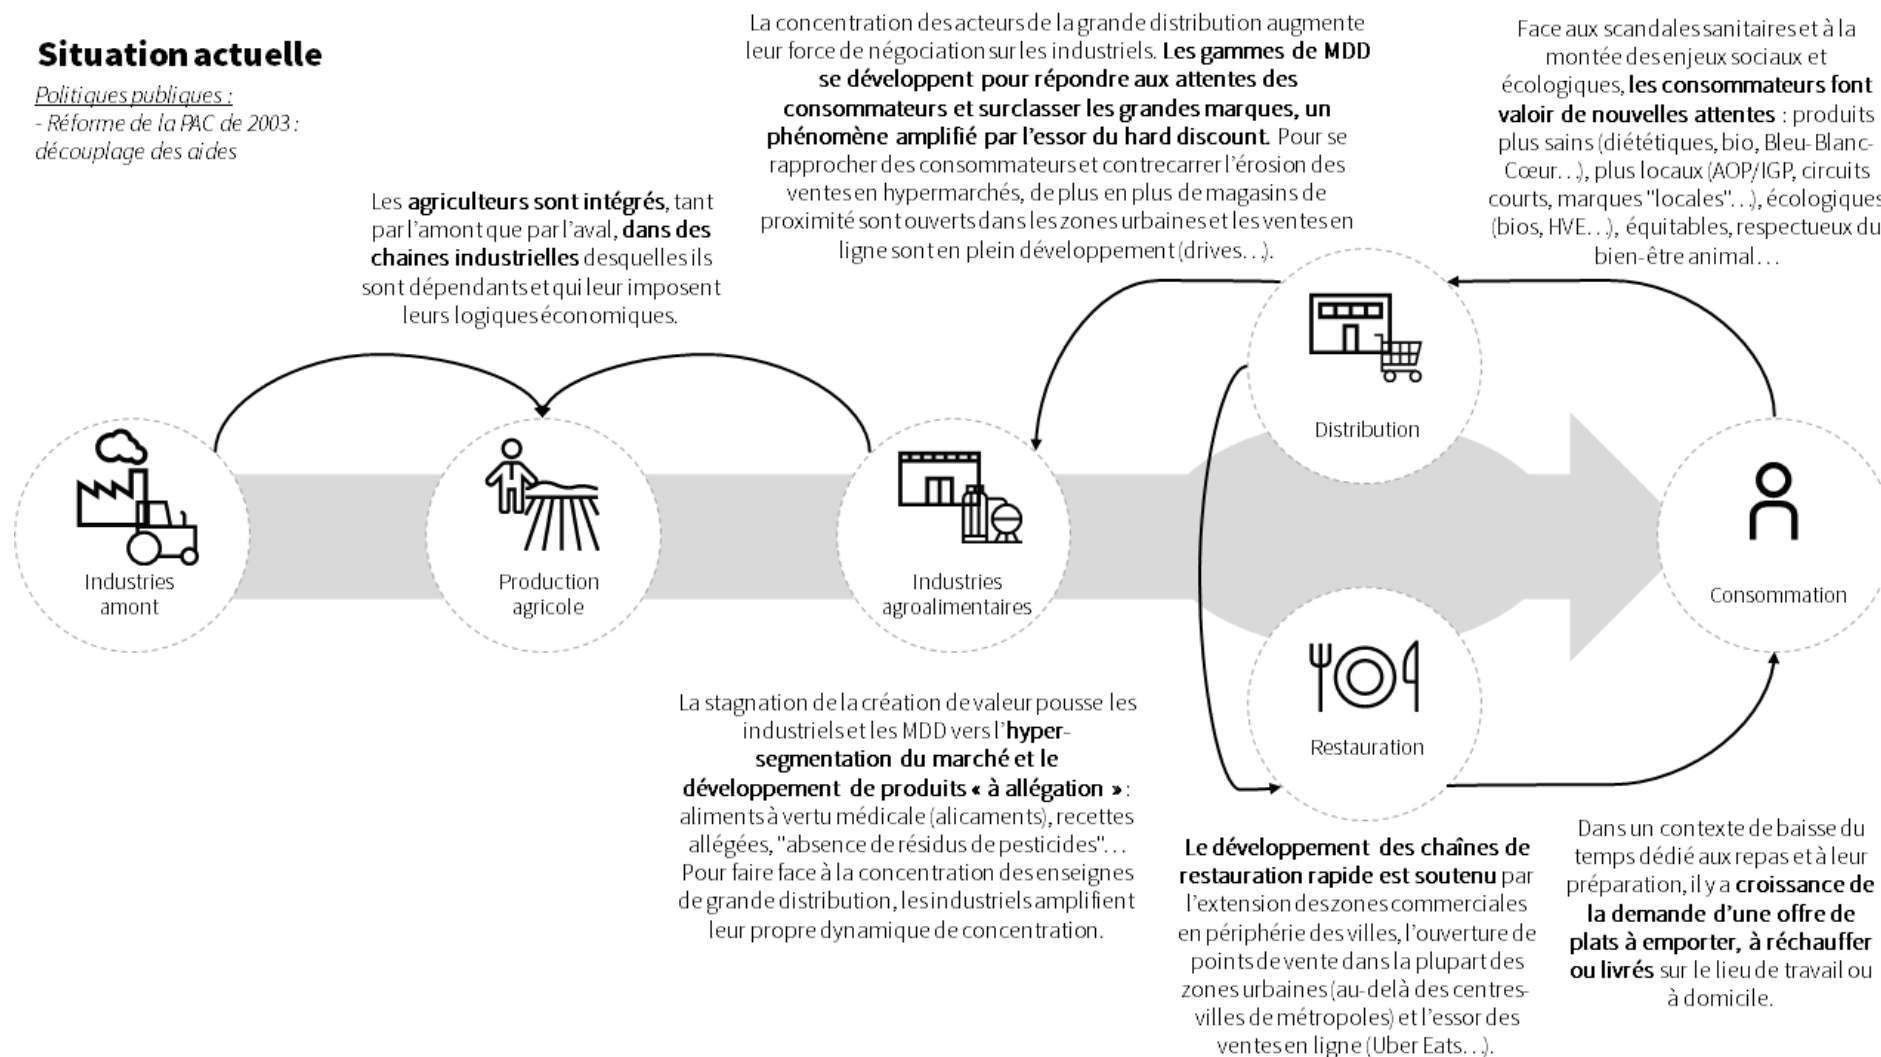 Situation actuelle
Politiques publiques :
- Réforme de la PAC de 2003 :
découplage des aides
Les agriculteurs sont intégrés, tant
par l'amont que par l'aval, dans des
chaines industrielles desquelles ils
sont dépendants et qui leur imposent
leurs logiques économiques.
La concentration des acteurs de la grande distribution augmente
leur force de négociation sur les industriels. Les gammes de MDD
se développent pour répondre aux attentes des
consommateurs et surclasser les grandes marques, un
phénomène amplifié par l'essor du hard discount. Pour se
rapprocher des consommateurs et contrecarrer l'érosion des
ventes en hypermarchés, de plus en plus de magasins de
proximité sont ouverts dans les zones urbaines et les ventes en
ligne sont en plein développement (drives...).
Face aux scandales sanitaires et à la
montée des enjeux sociaux et
écologiques, les consommateurs font
valoir de nouvelles attentes : produits
plus sains (diététiques, bio, Bleu-Blanc-
Cœur...), plus locaux (AOP/IGP, circuits
courts, marques "locales"...), écologiques
(bios, HVE...), équitables, respectueux du
bien-être animal...
Industries
amont
Production
agricole
Industries
agroalimentaires
Distribution
Restauration
Consommation
La stagnation de la création de valeur pousse les
industriels et les MDD vers l'hyper-
segmentation du marché et le
développement de produits « à allégation » :
aliments à vertu médicale (alicaments), recettes
allégées, "absence de résidus de pesticides"...
Pour faire face à la concentration des enseignes
de grande distribution, les industriels amplifient
leur propre dynamique de concentration.
Le développement des chaînes de
restauration rapide est soutenu par
l'extension des zones commerciales
en périphérie des villes, l'ouverture de
points de vente dans la plupart des
zones urbaines (au-delà des centres-
villes de métropoles) et l'essor des
ventes en ligne (Uber Eats...).
Dans un contexte de baisse du
temps dédié aux repas et à leur
préparation, il y a croissance de
la demande d'une offre de
plats à emporter, à réchauffer
ou livrés sur le lieu de travail ou
à domicile.